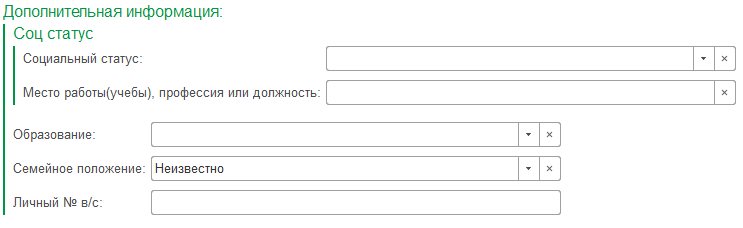 Дополнительная информация:
Соц статус
Социальный статус:
Место работы(учебы), профессия или должность:
Образование:
Семейное положение: Неизвестно
Личный № в/с: